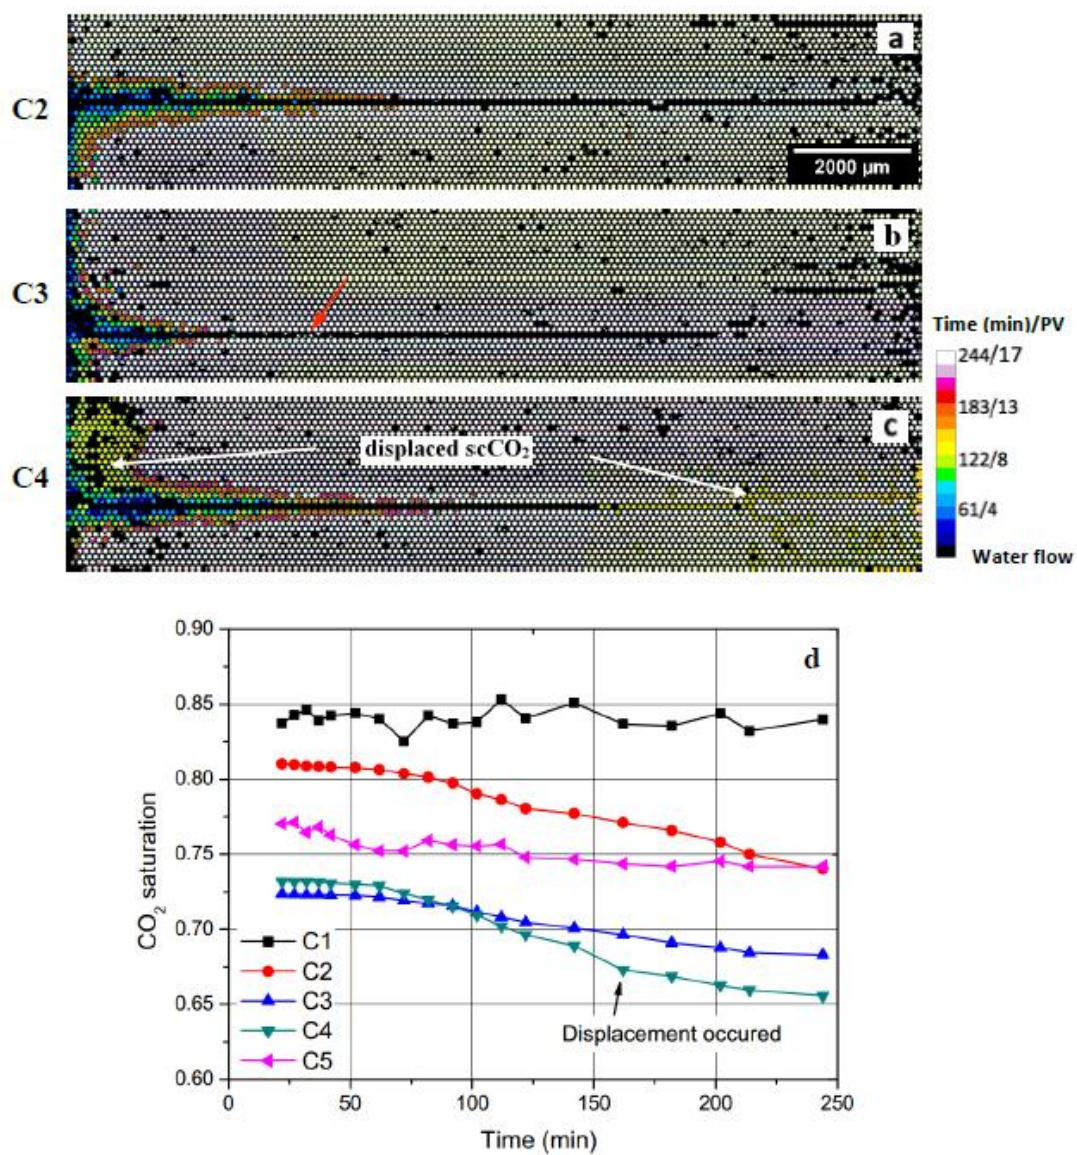 a
C2
2000 µm
b
C3
Time (min)/PV
244/17
c
183/13
displaced scCO₂
C4
122/8
61/4
Water flow
d
0.90
0.85
0.80
0.75
0.70
0.65
0.60
CO₂ saturation
C1
C2
C3
C4
C5
Displacement occured
0 50 100 150 200 250
Time (min)